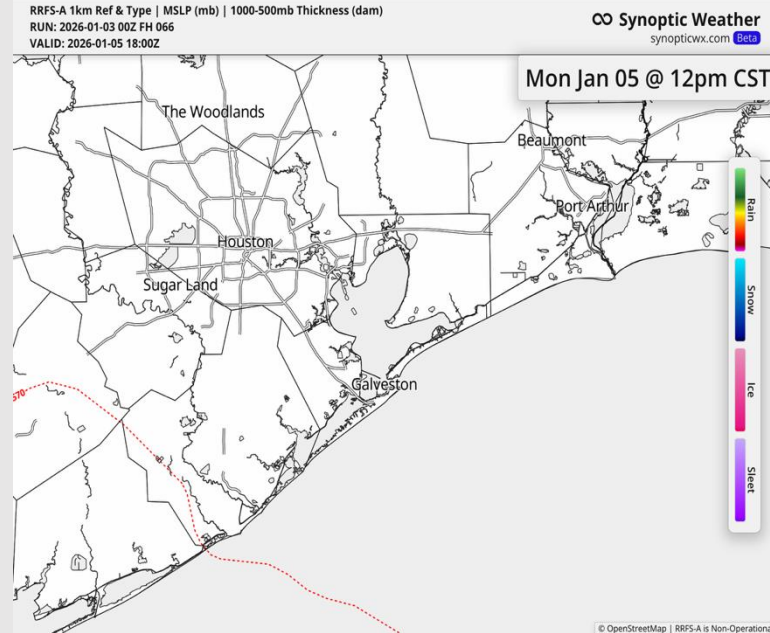 RRFS-A 1km Ref & Type | MSLP (mb) | 1000-500mb Thickness (dam)
RUN: 2026-01-03 00Z FH 066
VALID: 2026-01-05 18:00Z
Synoptic Weather
synopticwx.com Beta
Mon Jan 05 @ 12pm CST
The Woodlands
Beaumont
Port Arthur
Houston
Sugar Land
Galveston
570
Rain
Snow
Ice
Sleet
© OpenStreetMap | RRFS-A is Non-Operationa